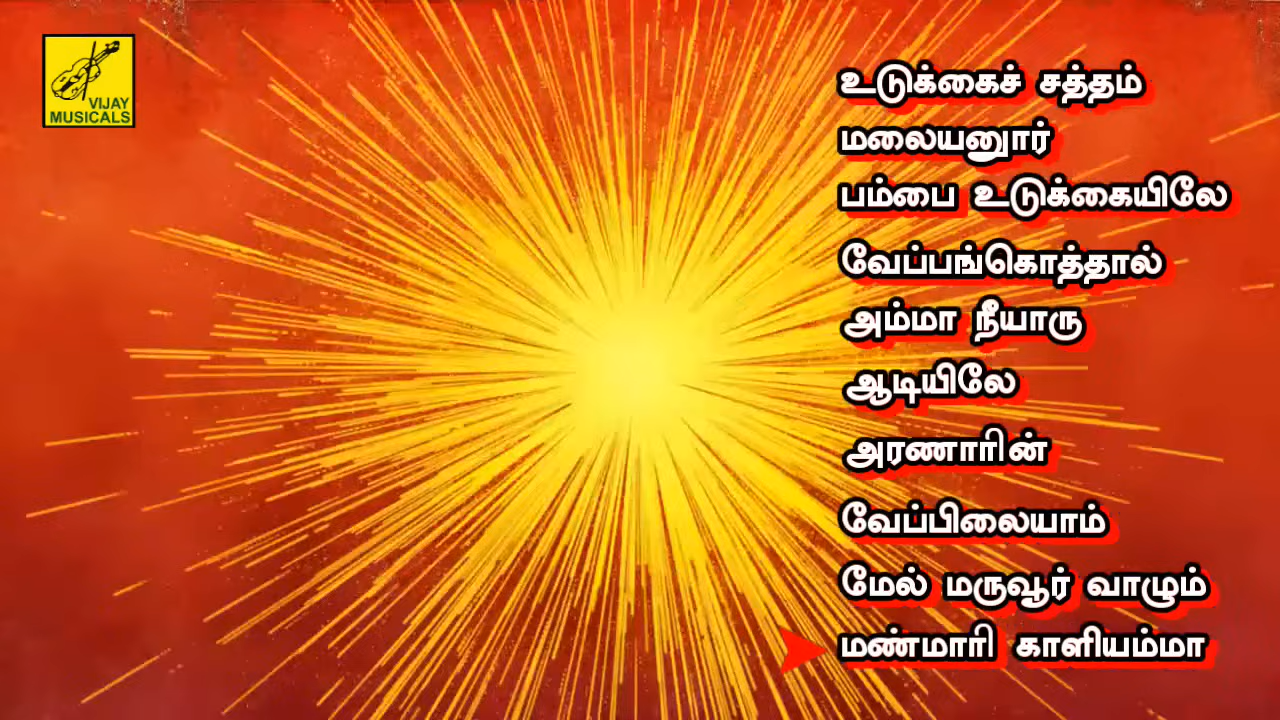 VIJAY
MUSICALS
உடுக்கைச் சத்தம்
மலையனூர்
பம்பை உடுக்கையிலே
வேப்பங்கொத்தால்
அம்மா நீயாரு
ஆடியிலே
அரணாரின்
வேப்பிலையாம்
மேல் மருவூர் வாழும்
மண்மாரி காளியம்மா